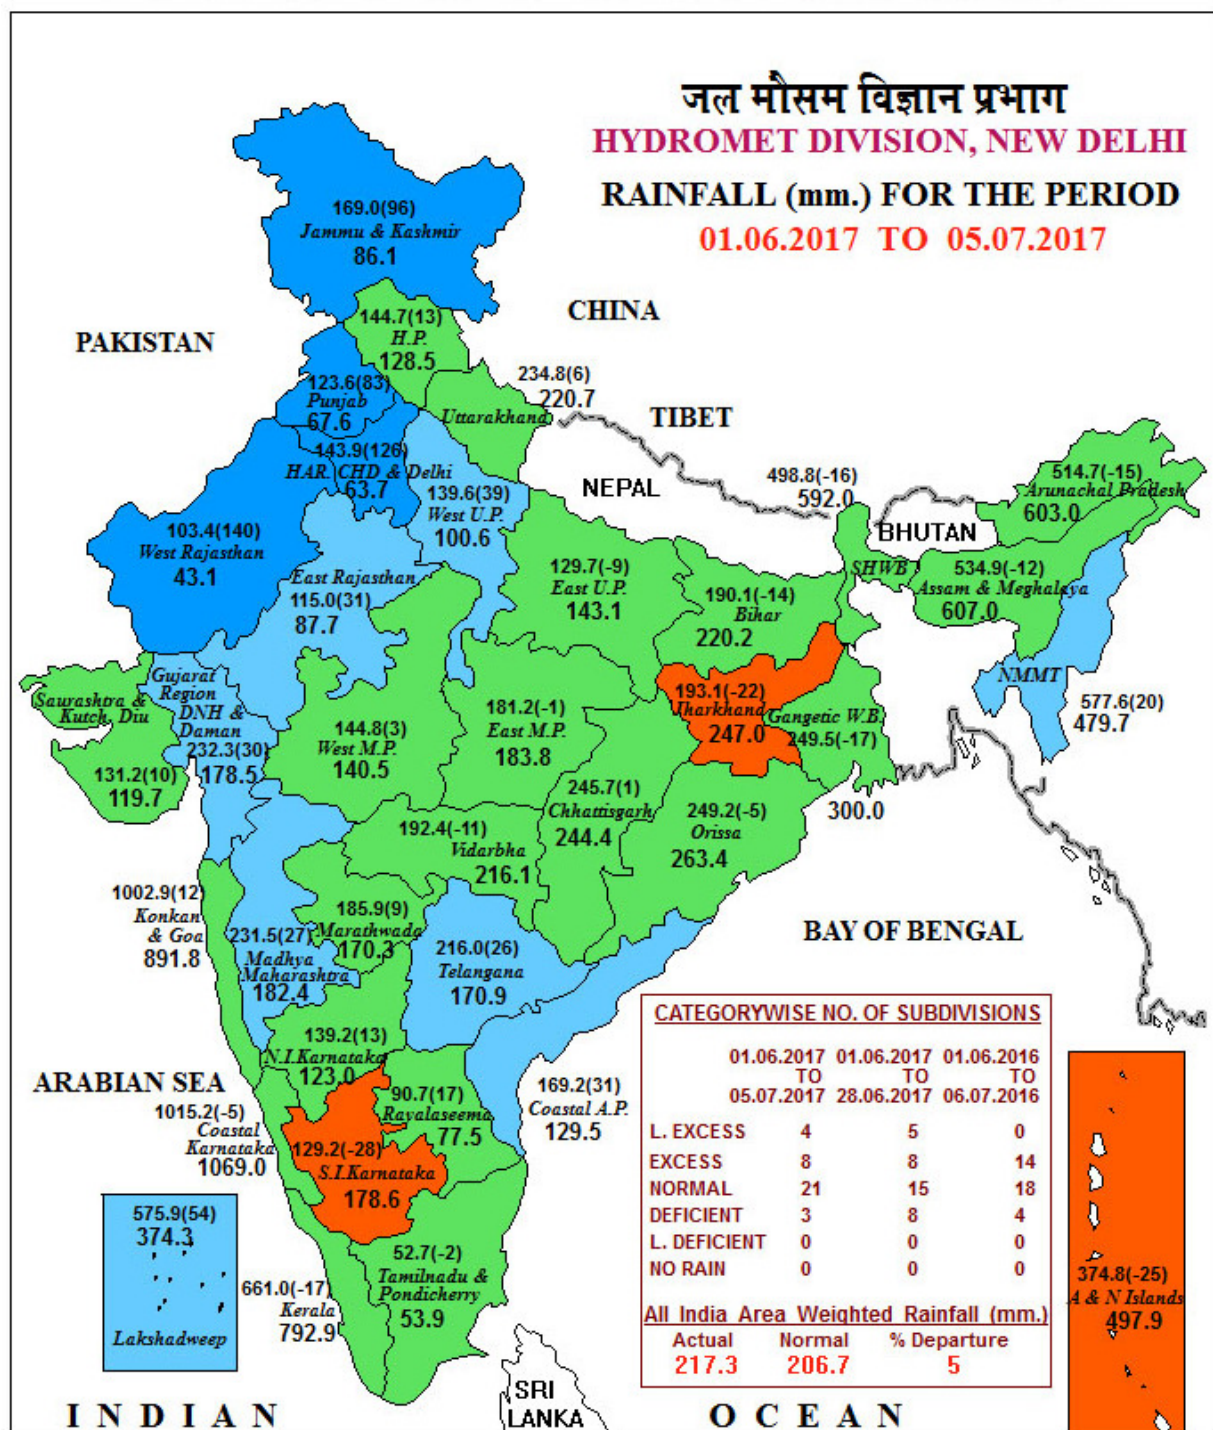 जल मौसम विज्ञान प्रभाग
HYDROMET DIVISION, NEW DELHI
RAINFALL (mm.) FOR THE PERIOD
01.06.2017 TO 05.07.2017
169.0(96)
Jammu & Kashmir
86.1
CHINA
PAKISTAN
144.7(13)
H.P.
128.5
123.6(83)
Punjab
67.6
234.8(6)
220.7
Uttarakhand
TIBET
143.9(126)
HAR. CHD & Delhi
63.7
139.6(39)
West U.P.
100.6
NEPAL
498.8(-16)
592.0
SHWB
BHUTAN
514.7(-15)
Arunachal Pradesh
603.0
534.9(-12)
Assam & Meghalaya
607.0
103.4(140)
West Rajasthan
43.1
East Rajasthan
115.0(31)
87.7
129.7(-9)
East U.P.
143.1
190.1(-14)
Bihar
220.2
NMMT
577.6(20)
479.7
Saurashtra &
Kutch, Diu
131.2(10)
119.7
Gujarat
Region
DNH &
Daman
232.3(30)
178.5
144.8(3)
West M.P.
140.5
181.2(-1)
East M.P.
183.8
193.1(-22)
Jharkhand
247.0
Gangetic W.B.
249.5(-17)
300.0
245.7(1)
Chhattisgarh
244.4
249.2(-5)
Orissa
263.4
192.4(-11)
Vidarbha
216.1
1002.9(12)
Konkan
& Goa
891.8
231.5(27)
Madhya
Maharashtra
182.4
185.9(9)
Marathwada
170.3
216.0(26)
Telangana
170.9
BAY OF BENGAL
139.2(13)
N.I.Karnataka
123.0
ARABIAN SEA
1015.2(-5)
Coastal
Karnataka
1069.0
90.7(17)
Rayalaseema
77.5
169.2(31)
Coastal A.P.
129.5
129.2(-28)
S.I.Karnataka
178.6
575.9(54)
374.3
Lakshadweep
661.0(-17)
Kerala
792.9
52.7(-2)
Tamilnadu &
Pondicherry
53.9
CATEGORYWISE NO. OF SUBDIVISIONS
01.06.2017 01.06.2017 01.06.2016
TO TO TO
05.07.2017 28.06.2017 06.07.2016
L. EXCESS 4 5 0
EXCESS 8 8 14
NORMAL 21 15 18
DEFICIENT 3 8 4
L. DEFICIENT 0 0 0
NO RAIN 0 0 0
All India Area Weighted Rainfall (mm.)
Actual Normal % Departure
217.3 206.7 5
374.8(-25)
A & N Islands
497.9
SRI
LANKA
INDIAN OCEAN